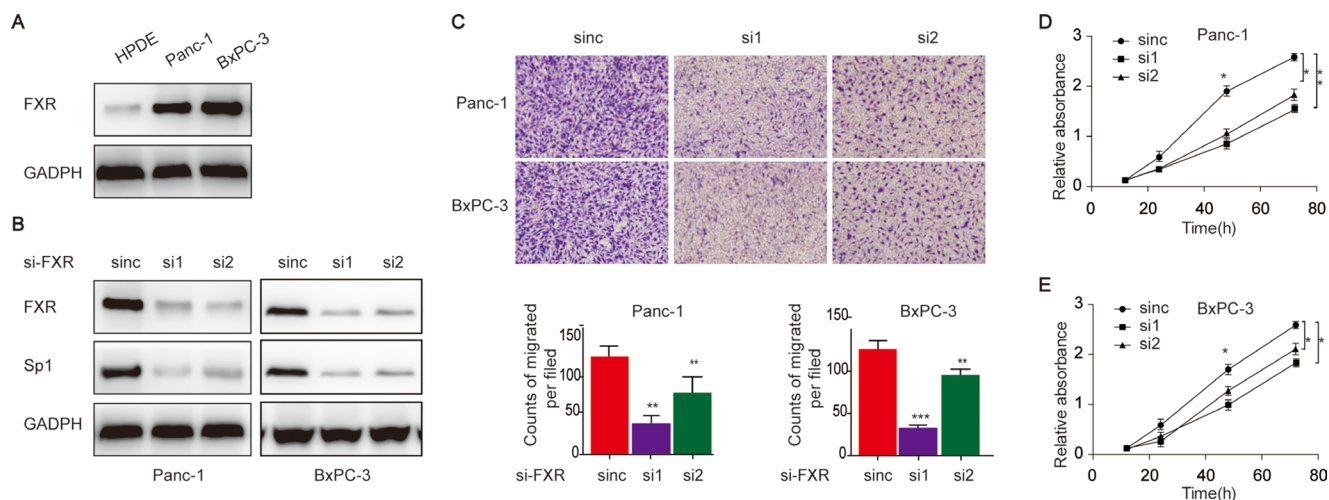 A
HPDE
Panc-1
BxPC-3
FXR
GADPH
B
si-FXR sinc si1 si2 sinc si1 si2
FXR
Sp1
GADPH
Panc-1 BxPC-3
C
sinc si1 si2
Panc-1
BxPC-3
Panc-1
Counts of migrated
per filed
150
100
50
0
**
**
si-FXR sinc si1 si2
BxPC-3
Counts of migrated
per filed
150
100
50
0
***
**
si-FXR sinc si1 si2
D
Panc-1
sinc
si1
si2
Relative absorbance
3
2
1
0
*
*
**
0 20 40 60 80
Time(h)
E
BxPC-3
sinc
si1
si2
Relative absorbance
3
2
1
0
*
*
*
0 20 40 60 80
Time(h)